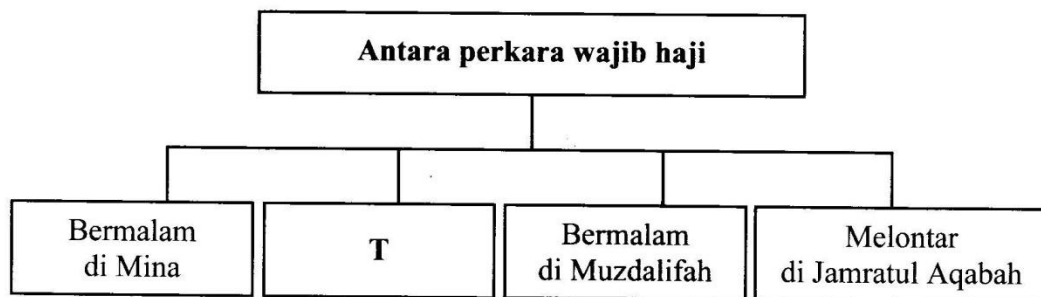 Antara perkara wajib haji
Bermalam
di Mina
T
Bermalam
di Muzdalifah
Melontar
di Jamratul Aqabah